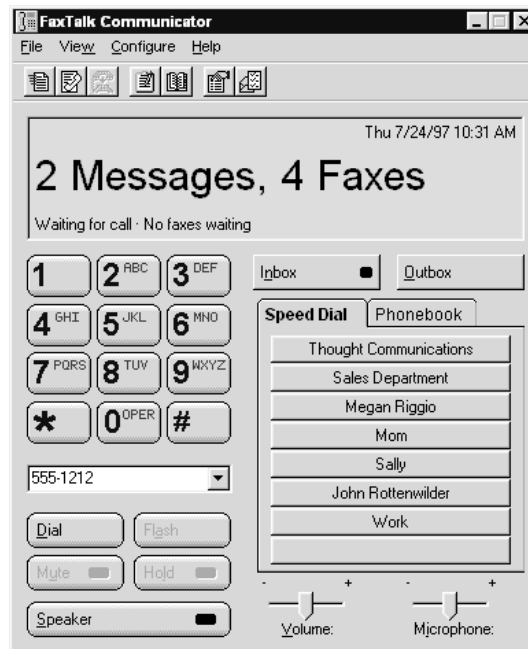 FaxTalk Communicator
File View Configure Help
Thu 7/24/97 10:31 AM
2 Messages, 4 Faxes
Waiting for call · No faxes waiting
1 2 ABC 3 DEF
4 GHI 5 JKL 6 MNO
7 PQRS 8 TUV 9 WXYZ
* 0 OPER #
555-1212
Dial Flash
Mute Hold
Speaker
Inbox Outbox
Speed Dial Phonebook
Thought Communications
Sales Department
Megan Riggio
Mom
Sally
John Rottenwilder
Work
- + - +
Volume: Microphone: